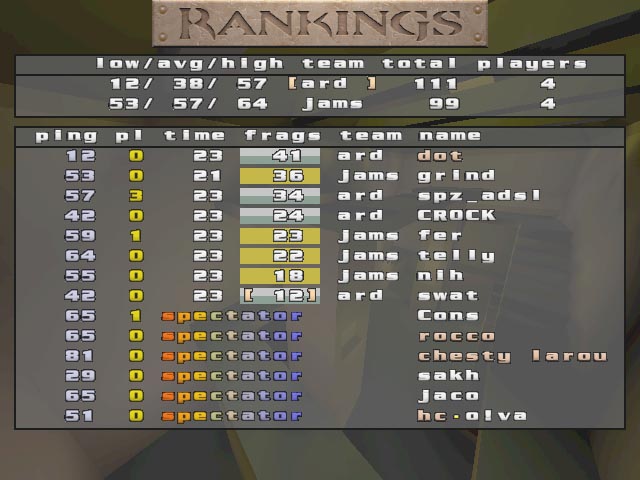 RANKINGS
low/avg/high team total players
12/ 38/ 57 [ard ] 111 4
53/ 57/ 64 jams 99 4
ping pl time frags team name
12 0 23 41 ard dot
53 0 21 36 jams grind
57 3 23 34 ard spz_adsl
42 0 23 24 ard CROCK
59 1 23 23 jams fer
64 0 23 22 jams telly
55 0 23 18 jams nih
42 0 23 [ 12] ard swat
65 1 spectator Cons
65 0 spectator rocco
81 0 spectator chesty larou
29 0 spectator sakh
65 0 spectator jaco
51 0 spectator hc·o!va